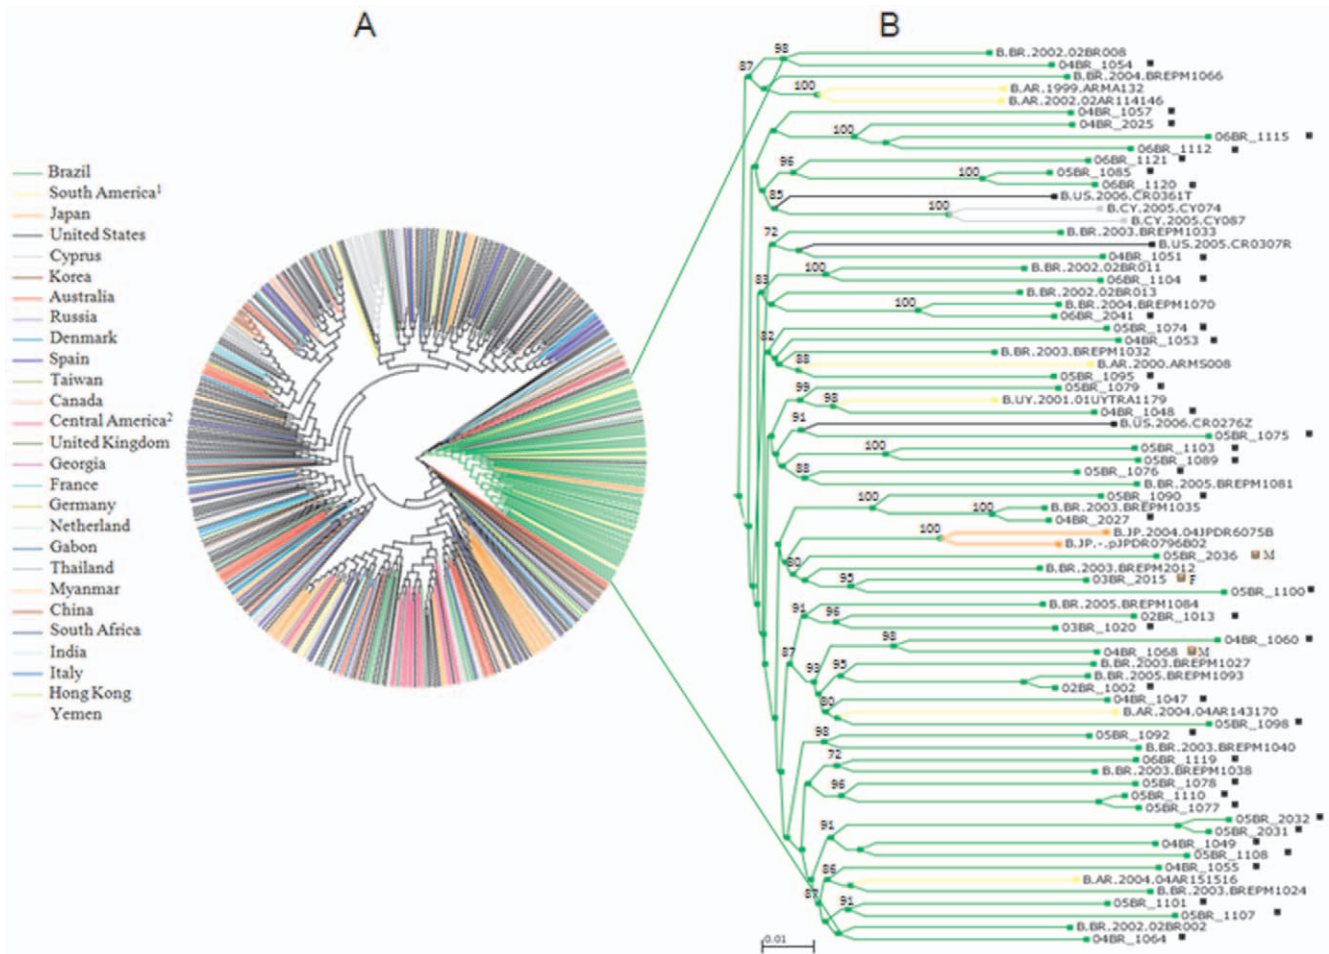 A
B
Brazil
South America1
Japan
United States
Cyprus
Korea
Australia
Russia
Denmark
Spain
Taiwan
Canada
Central America2
United Kingdom
Georgia
France
Germany
Netherland
Gabon
Thailand
Myanmar
China
South Africa
India
Italy
Hong Kong
Yemen
98 B.BR.2002.02BR008
87 04BR_1054
B.BR.2004.BREPM1066
100 B.AR.1999.ARMA132
B.AR.2002.02AR114146
04BR_1057
100 04BR_2025
06BR_1115
06BR_1112
96 06BR_1121
100 05BR_1085
06BR_1120
85 B.US.2006.CR0361T
100 B.CY.2005.CY074
B.CY.2005.CY087
72 B.BR.2003.BREPM1033
B.US.2005.CR0307R
04BR_1051
100 B.BR.2002.02BR011
83 06BR_1104
B.BR.2002.02BR013
100 B.BR.2004.BREPM1070
06BR_2041
05BR_1074
82 04BR_1053
B.BR.2003.BREPM1032
88 B.AR.2000.ARMS008
05BR_1095
99 05BR_1079
98 B.UY.2001.01UYTRA1179
04BR_1048
91 B.US.2006.CR0276Z
05BR_1075
100 05BR_1103
05BR_1089
88 05BR_1076
B.BR.2005.BREPM1081
100 05BR_1090
100 B.BR.2003.BREPM1035
04BR_2027
100 B.JP.2004.04JPDR6075B
B.JP.-.pJPDR0796B02
80 05BR_2036 M
B.BR.2003.BREPM2012
95 03BR_2015 F
05BR_1100
91 B.BR.2005.BREPM1084
96 02BR_1013
03BR_1020
98 04BR_1060
87 04BR_1068 M
93 95 B.BR.2003.BREPM1027
B.BR.2005.BREPM1093
02BR_1002
80 04BR_1047
B.AR.2004.04AR143170
05BR_1098
98 05BR_1092
B.BR.2003.BREPM1040
72 06BR_1119
B.BR.2003.BREPM1038
96 05BR_1078
05BR_1110
05BR_1077
91 05BR_2032
05BR_2031
04BR_1049
05BR_1108
86 04BR_1055
B.AR.2004.04AR151516
87 B.BR.2003.BREPM1024
91 05BR_1101
05BR_1107
B.BR.2002.02BR002
04BR_1064
0.01